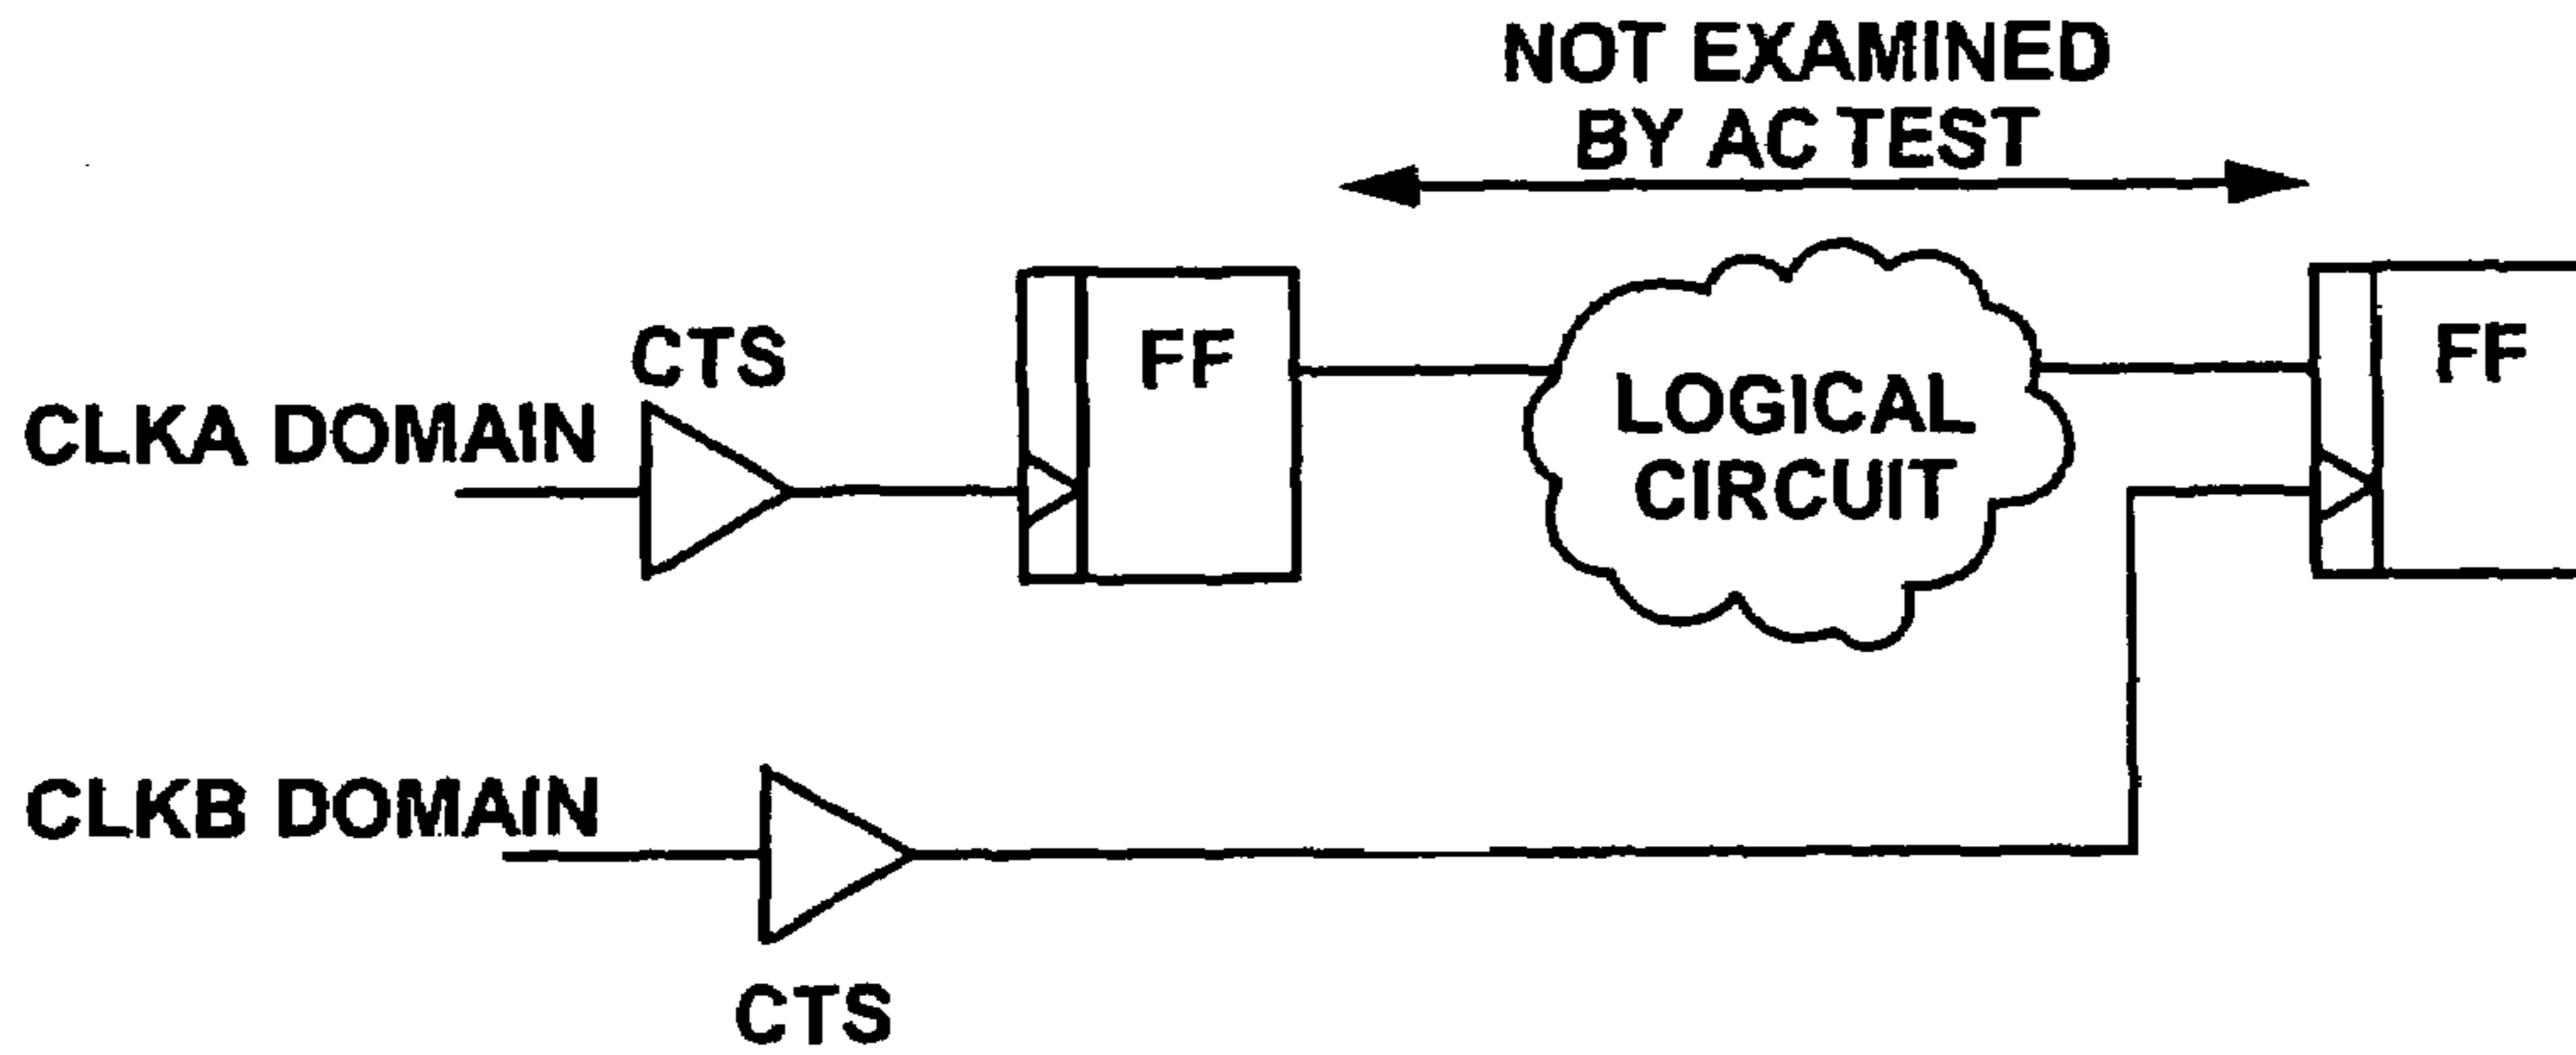 NOT EXAMINED
BY AC TEST
CTS
FF
FF
CLKA DOMAIN
LOGICAL
CIRCUIT
CLKB DOMAIN
CTS